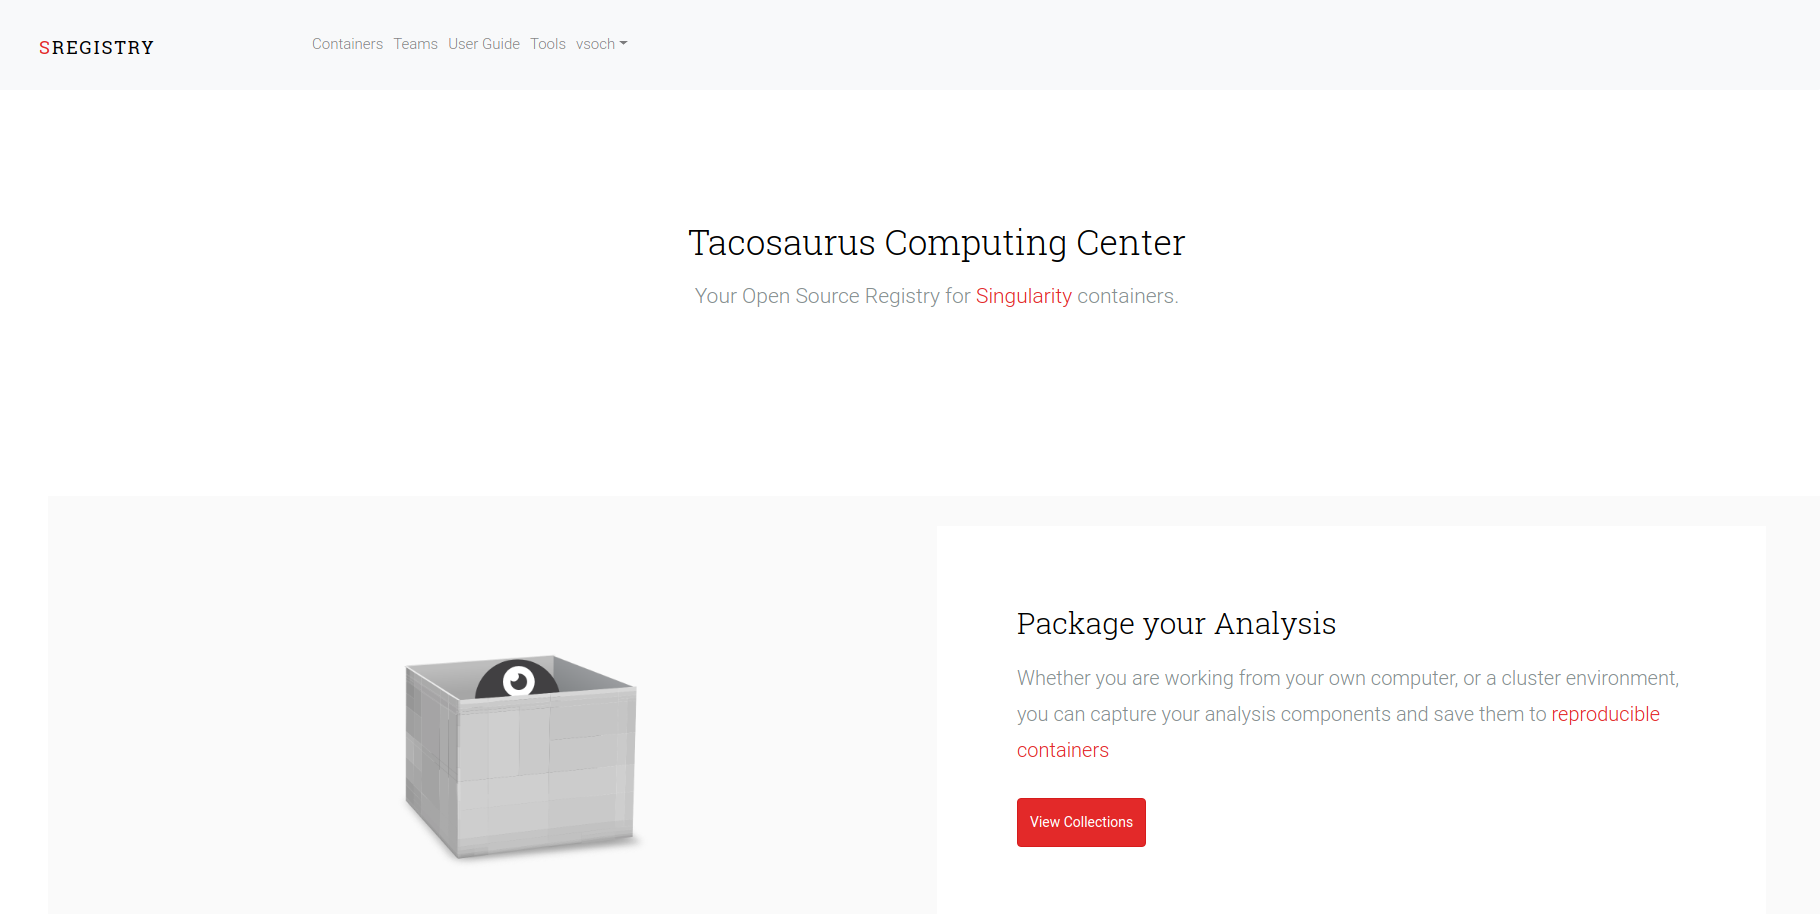 SREGISTRY
Containers Teams User Guide Tools vsoch
Tacosaurus Computing Center
Your Open Source Registry for Singularity containers.
Package your Analysis
Whether you are working from your own computer, or a cluster environment,
you can capture your analysis components and save them to reproducible
containers
View Collections